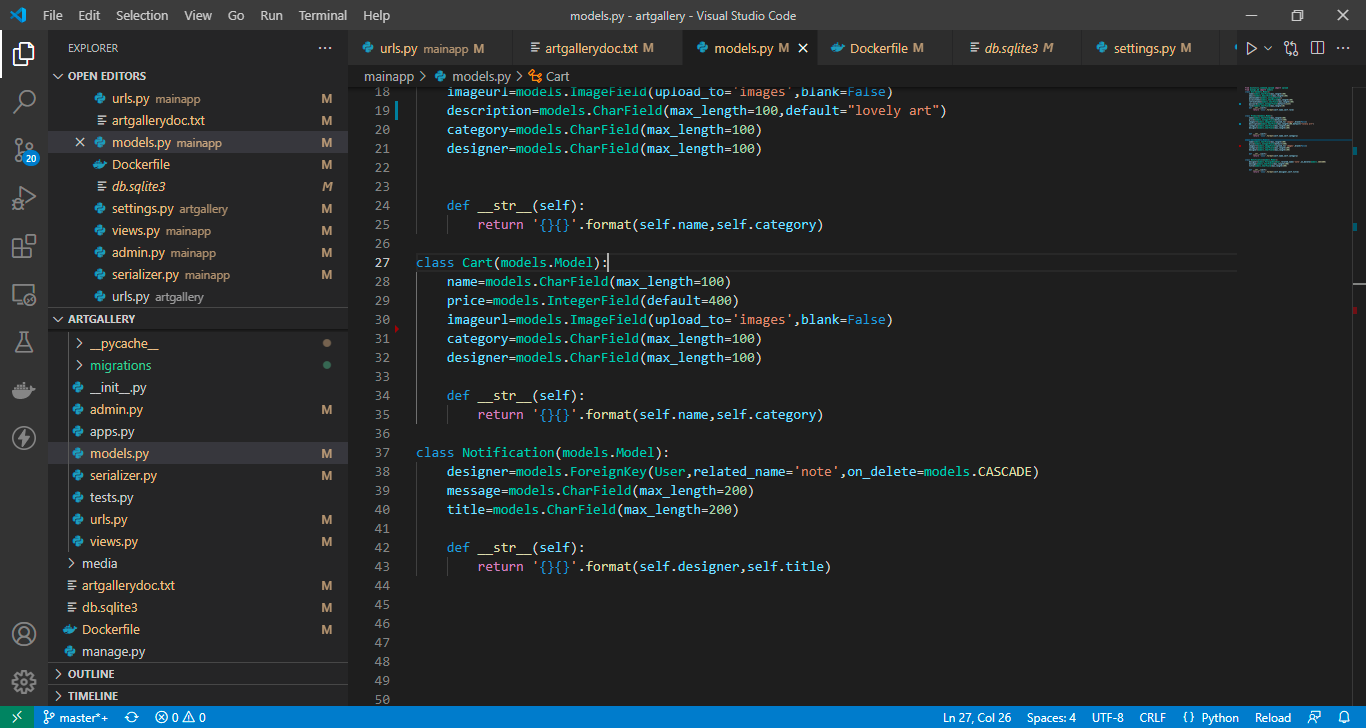 File Edit Selection View Go Run Terminal Help
models.py - artgallery - Visual Studio Code
EXPLORER
OPEN EDITORS
urls.py mainapp M
artgallerydoc.txt M
models.py mainapp M
Dockerfile M
db.sqlite3 M
settings.py artgallery M
views.py mainapp M
admin.py mainapp M
serializer.py mainapp M
urls.py artgallery
ARTGALLERY
__pycache__
migrations
__init__.py
admin.py M
apps.py
models.py M
serializer.py M
tests.py
urls.py M
views.py M
media
artgallerydoc.txt M
db.sqlite3 M
Dockerfile M
manage.py
OUTLINE
TIMELINE
20
urls.py mainapp M
artgallerydoc.txt M
models.py M
Dockerfile M
db.sqlite3 M
settings.py M
mainapp > models.py > Cart
18 imageurl=models.ImageField(upload_to='images',blank=False)
19 description=models.CharField(max_length=100,default="lovely art")
20 category=models.CharField(max_length=100)
21 designer=models.CharField(max_length=100)
22
23
24 def __str__(self):
25 return '{}{}'.format(self.name,self.category)
26
27 class Cart(models.Model):
28 name=models.CharField(max_length=100)
29 price=models.IntegerField(default=400)
30 imageurl=models.ImageField(upload_to='images',blank=False)
31 category=models.CharField(max_length=100)
32 designer=models.CharField(max_length=100)
33
34 def __str__(self):
35 return '{}{}'.format(self.name,self.category)
36
37 class Notification(models.Model):
38 designer=models.ForeignKey(User,related_name='note',on_delete=models.CASCADE)
39 message=models.CharField(max_length=200)
40 title=models.CharField(max_length=200)
41
42 def __str__(self):
43 return '{}{}'.format(self.designer,self.title)
44
45
46
47
48
49
50
master*+ 0 0 Ln 27, Col 26 Spaces: 4 UTF-8 CRLF {} Python Reload